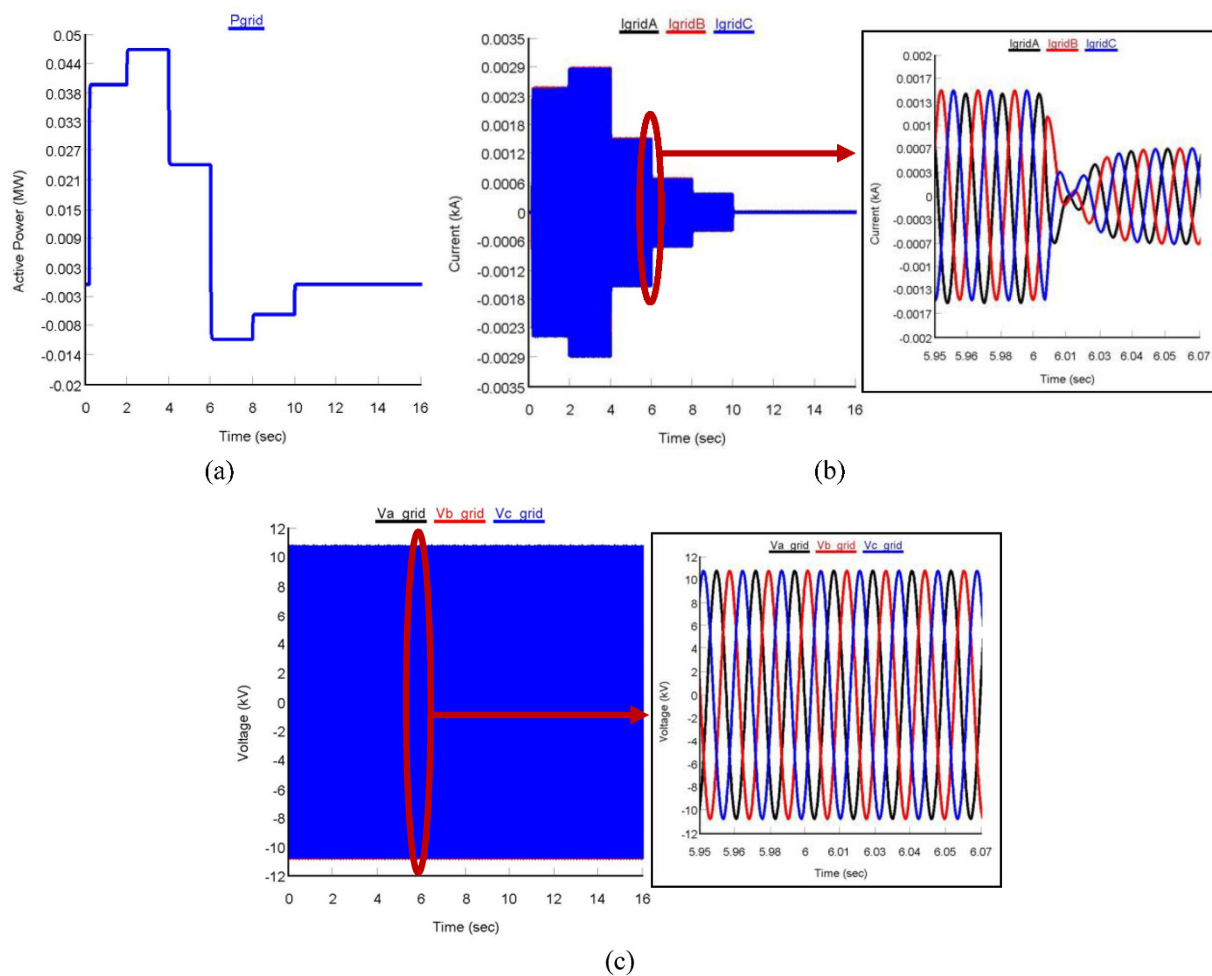 Pgrid
0.05
0.044
0.038
0.033
0.027
0.021
0.015
0.009
0.003
-0.003
-0.008
-0.014
-0.02
Active Power (MW)
0 2 4 6 8 10 12 14 16
Time (sec)
(a)
IgridA IgridB IgridC
0.0035
0.0029
0.0023
0.0018
0.0012
0.0006
0
-0.0006
-0.0012
-0.0018
-0.0023
-0.0029
-0.0035
Current (kA)
0 2 4 6 8 10 12 14 16
Time (sec)
IgridA IgridB IgridC
0.002
0.0017
0.0013
0.001
0.0007
0.0003
0
-0.0003
-0.0007
-0.001
-0.0013
-0.0017
-0.002
Current (kA)
5.95 5.96 5.98 6 6.01 6.03 6.04 6.05 6.07
Time (sec)
(b)
Va_grid Vb_grid Vc_grid
12
10
8
6
4
2
0
-2
-4
-6
-8
-10
-12
Voltage (kV)
0 2 4 6 8 10 12 14 16
Time (sec)
Va_grid Vb_grid Vc_grid
12
10
8
6
4
2
0
-2
-4
-6
-8
-10
-12
Voltage (kV)
5.95 5.96 5.98 6 6.01 6.03 6.04 6.05 6.07
Time (sec)
(c)